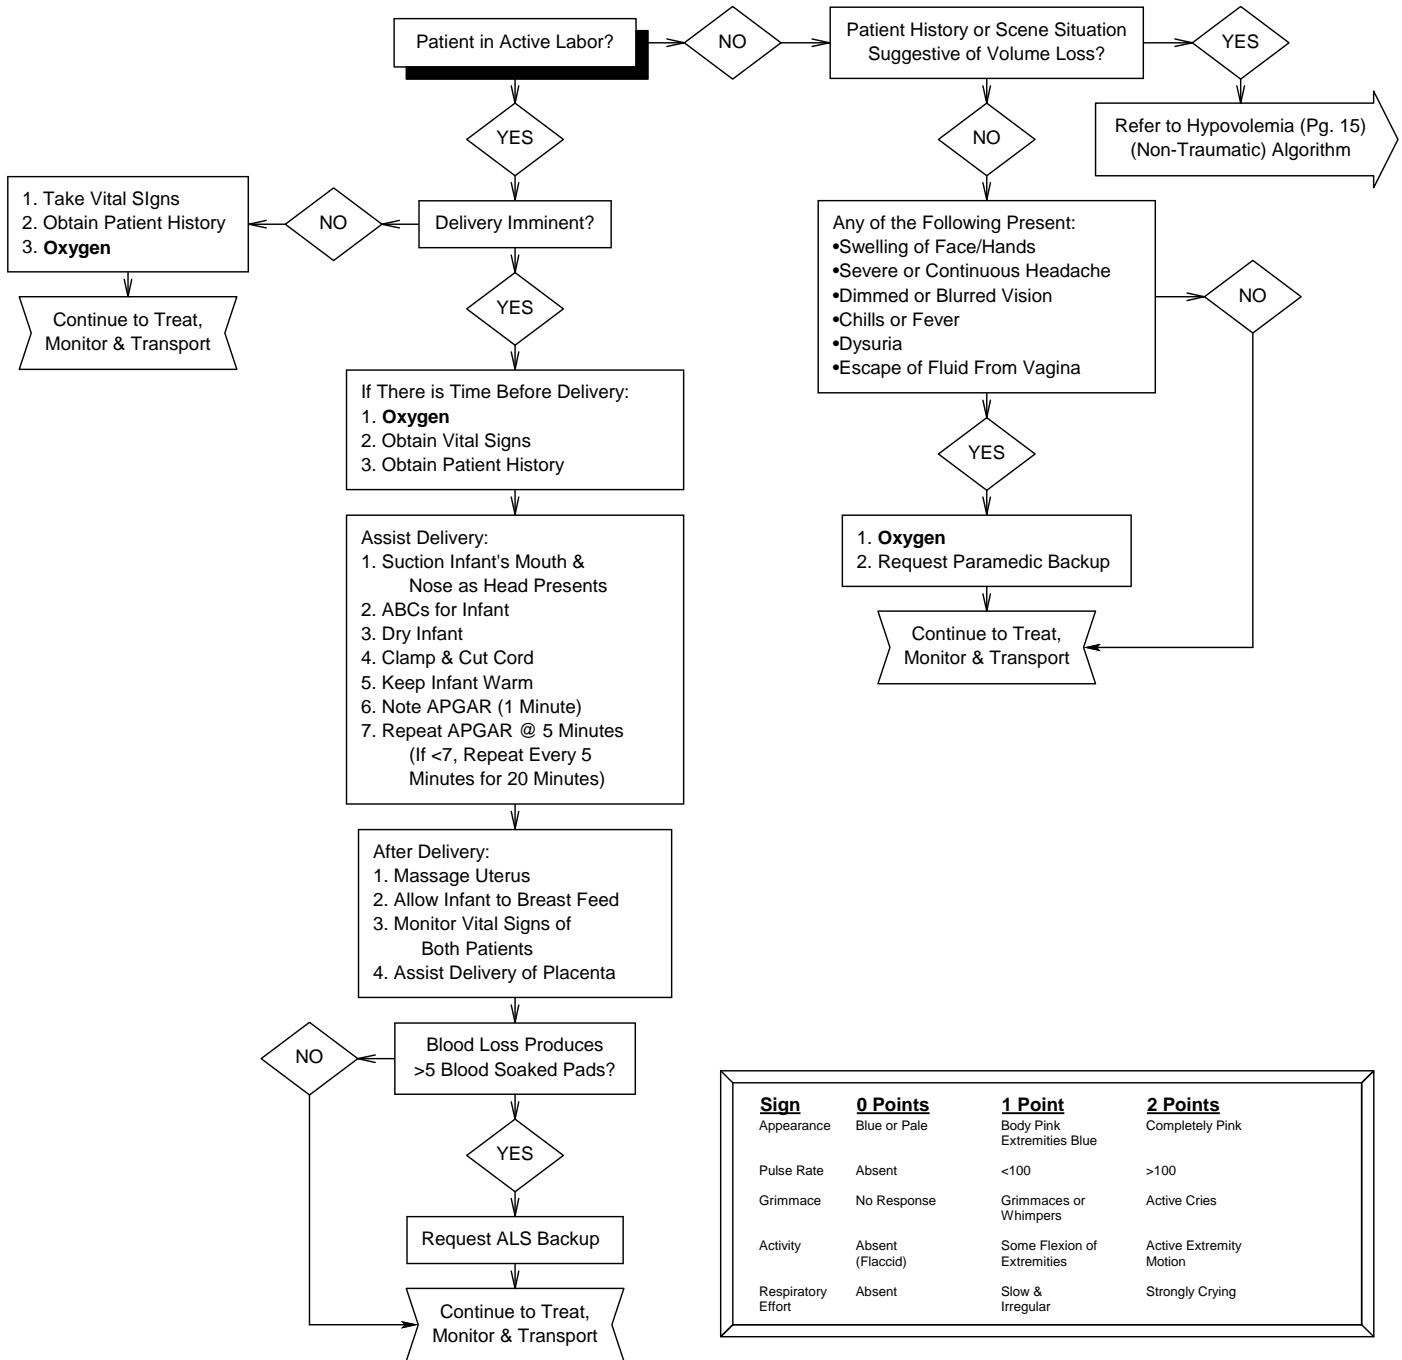 Patient in Active Labor?
NO
Patient History or Scene Situation
Suggestive of Volume Loss?
YES
Refer to Hypovolemia (Pg. 15)
(Non-Traumatic) Algorithm
YES
NO
1. Take Vital SIgns
2. Obtain Patient History
3. Oxygen
NO
Delivery Imminent?
Continue to Treat,
Monitor & Transport
YES
Any of the Following Present:
•Swelling of Face/Hands
•Severe or Continuous Headache
•Dimmed or Blurred Vision
•Chills or Fever
•Dysuria
•Escape of Fluid From Vagina
NO
YES
1. Oxygen
2. Request Paramedic Backup
Continue to Treat,
Monitor & Transport
If There is Time Before Delivery:
1. Oxygen
2. Obtain Vital Signs
3. Obtain Patient History
Assist Delivery:
1. Suction Infant's Mouth &
Nose as Head Presents
2. ABCs for Infant
3. Dry Infant
4. Clamp & Cut Cord
5. Keep Infant Warm
6. Note APGAR (1 Minute)
7. Repeat APGAR @ 5 Minutes
(If <7, Repeat Every 5
Minutes for 20 Minutes)
After Delivery:
1. Massage Uterus
2. Allow Infant to Breast Feed
3. Monitor Vital Signs of
Both Patients
4. Assist Delivery of Placenta
NO
Blood Loss Produces
>5 Blood Soaked Pads?
YES
Request ALS Backup
Continue to Treat,
Monitor & Transport
Sign 0 Points 1 Point 2 Points
Appearance Blue or Pale Body Pink Completely Pink
Extremities Blue
Pulse Rate Absent <100 >100
Grimmace No Response Grimmaces or Active Cries
Whimpers
Activity Absent Some Flexion of Active Extremity
(Flaccid) Extremities Motion
Respiratory Absent Slow & Strongly Crying
Effort Irregular